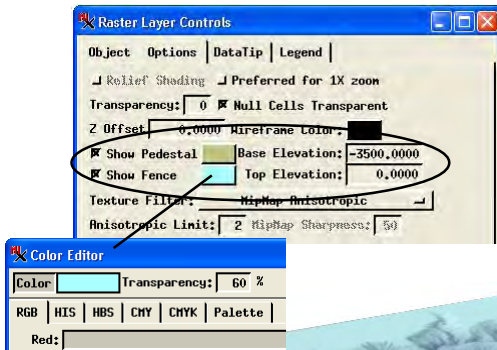 Raster Layer Controls
Object Options DataTip Legend
Relief Shading Preferred for 1X zoom
Transparency: 0 Null Cells Transparent
Z Offset 0.0000 Wireframe Color:
Show Pedestal Base Elevation: -3500.0000
Show Fence Top Elevation: 0.0000
Texture Filter: MipMap Anisotropic
Anisotropic Limit: 2 MipMap Sharpness: 50
Color Editor
Color Transparency: 60 %
RGB HIS HBS CMY CMYK Palette
Red: